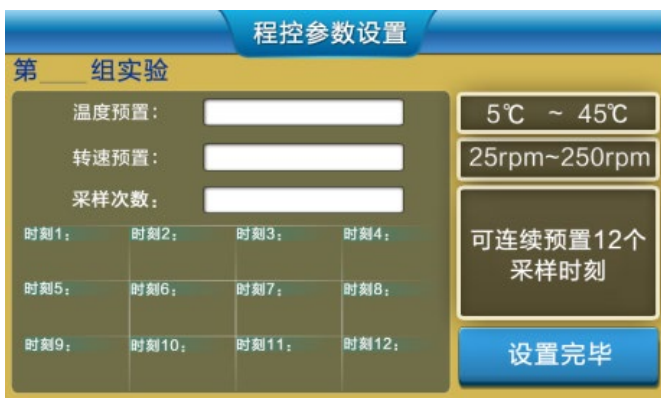 程控参数设置
第____组实验
温度预置：
5℃ ~ 45℃
转速预置：
25rpm~250rpm
采样次数：
时刻1： 时刻2： 时刻3： 时刻4：
时刻5： 时刻6： 时刻7： 时刻8：
时刻9： 时刻10： 时刻11： 时刻12：
可连续预置12个
采样时刻
设置完毕